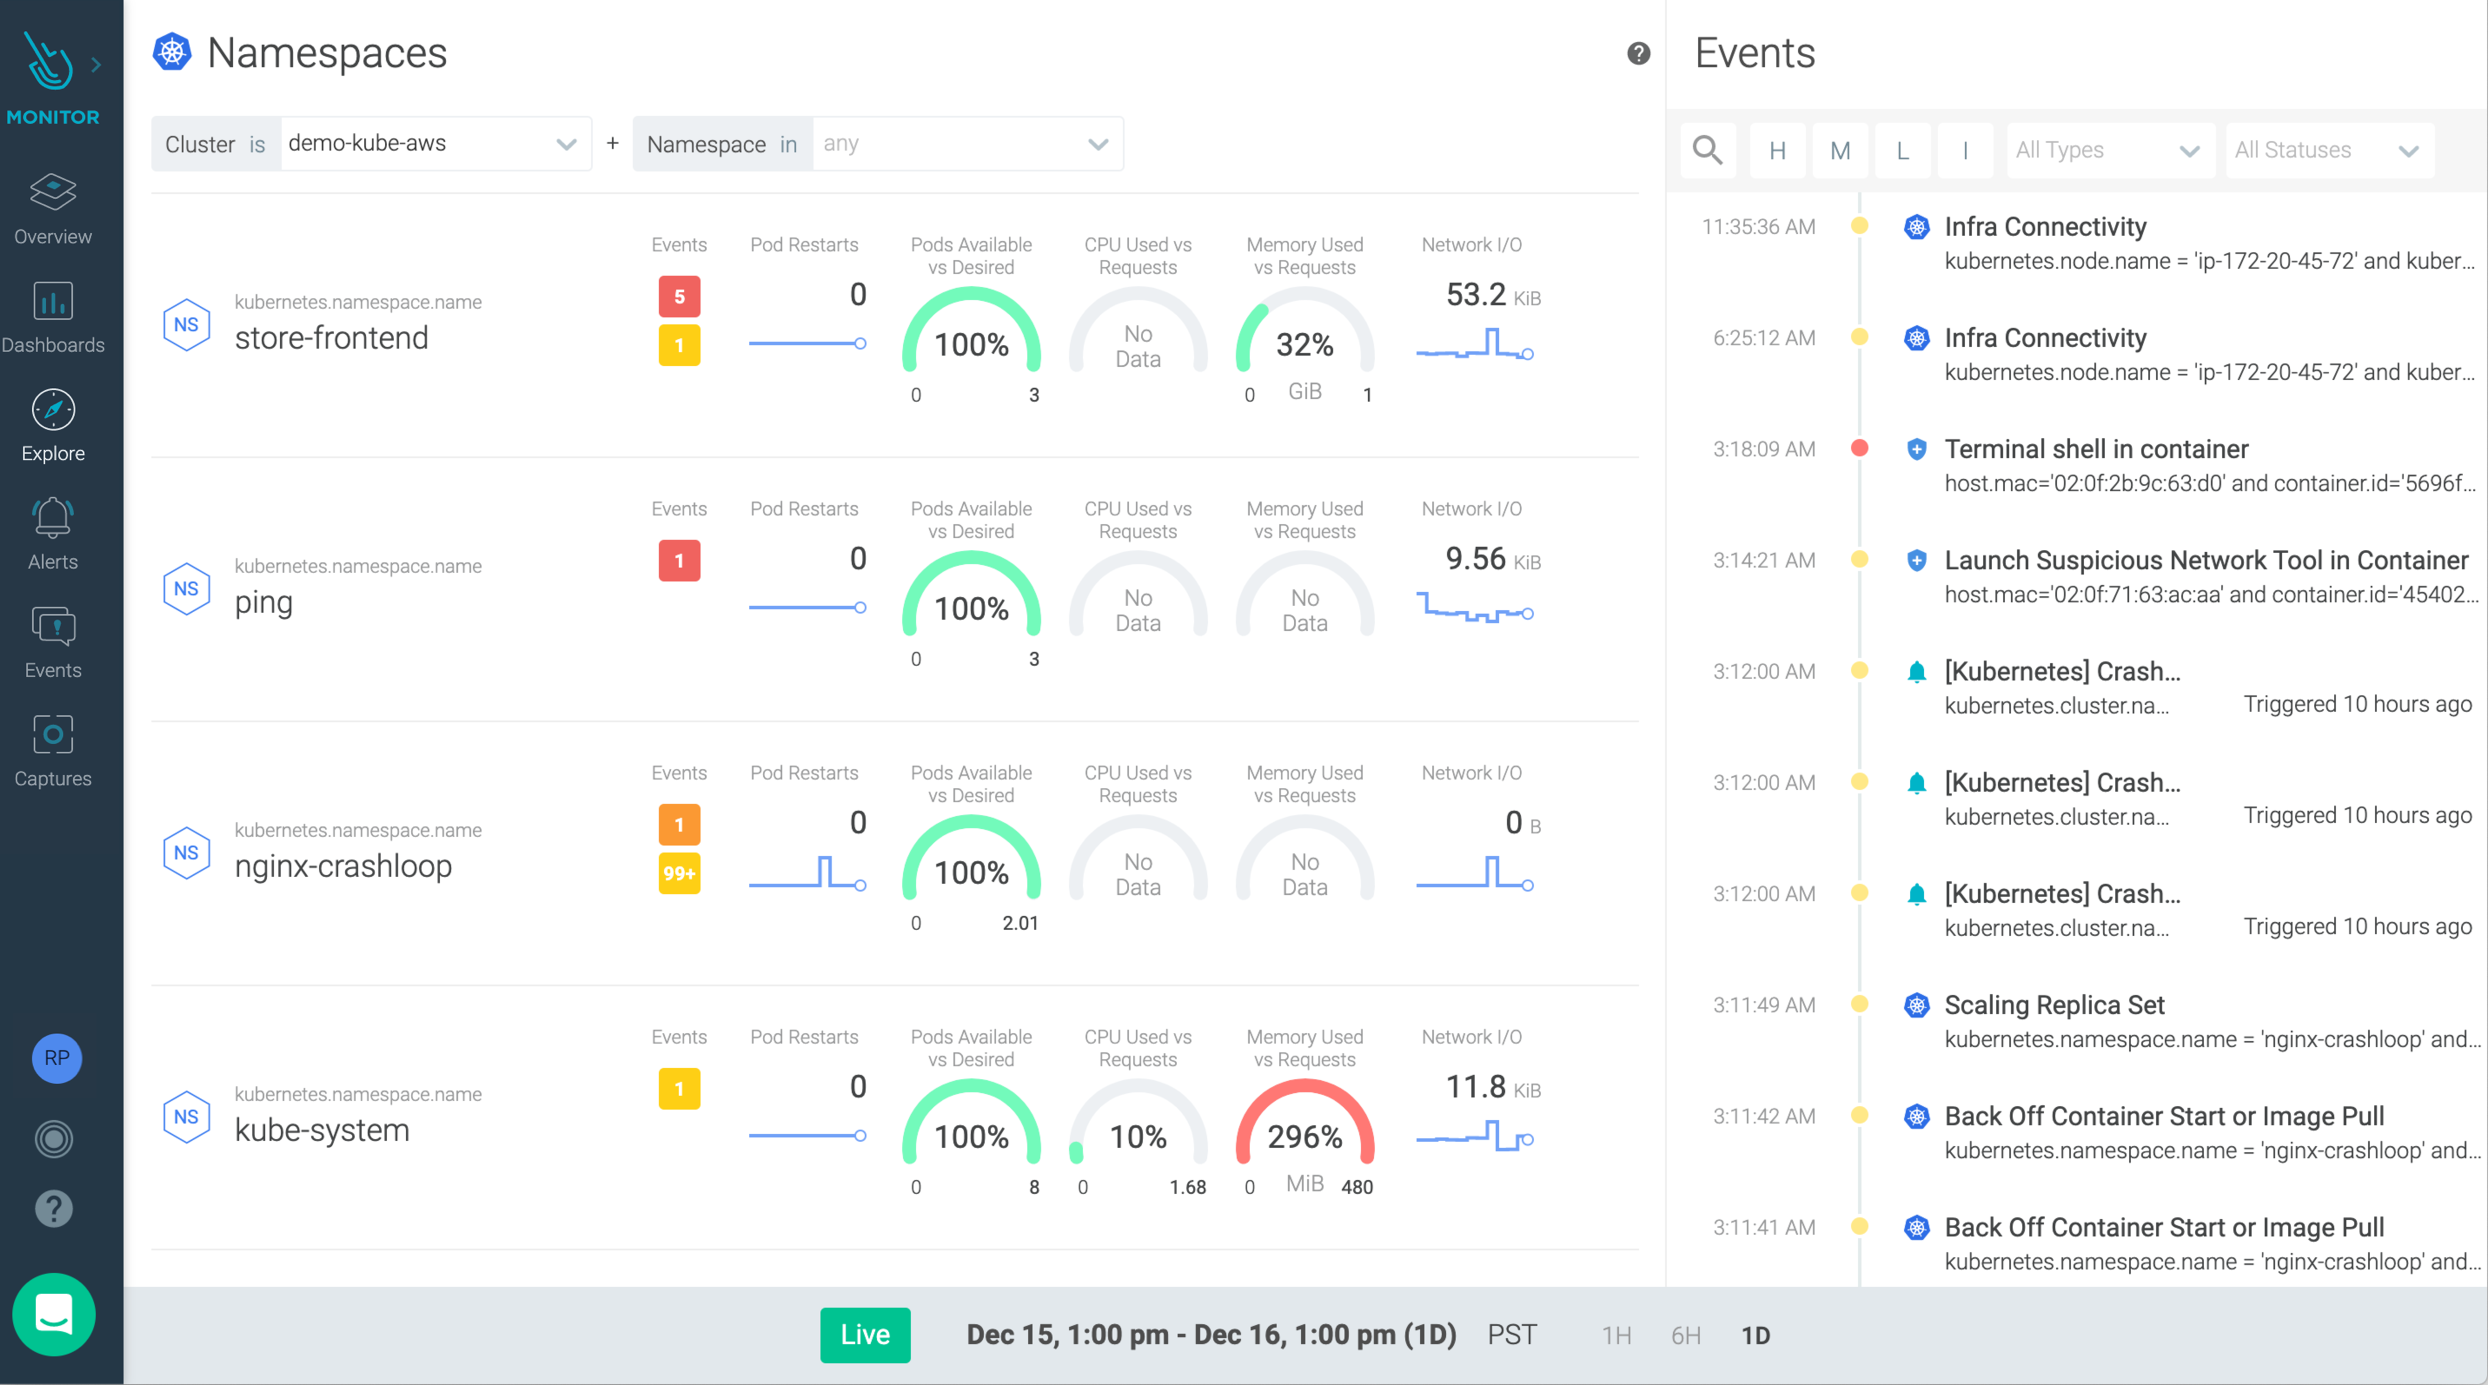 MONITOR
Overview
Dashboards
Explore
Alerts
Events
Captures
RP
?
Namespaces
?
Cluster is demo-kube-aws + Namespace in any
NS
kubernetes.namespace.name
store-frontend
Events
5
1
Pod Restarts
0
Pods Available
vs Desired
100%
0 3
CPU Used vs
Requests
No
Data
Memory Used
vs Requests
32%
0 GiB 1
Network I/O
53.2 KiB
NS
kubernetes.namespace.name
ping
Events
1
Pod Restarts
0
Pods Available
vs Desired
100%
0 3
CPU Used vs
Requests
No
Data
Memory Used
vs Requests
No
Data
Network I/O
9.56 KiB
NS
kubernetes.namespace.name
nginx-crashloop
Events
1
99+
Pod Restarts
0
Pods Available
vs Desired
100%
0 2.01
CPU Used vs
Requests
No
Data
Memory Used
vs Requests
No
Data
Network I/O
0 B
NS
kubernetes.namespace.name
kube-system
Events
1
Pod Restarts
0
Pods Available
vs Desired
100%
0 8
CPU Used vs
Requests
10%
0 1.68
Memory Used
vs Requests
296%
0 MiB 480
Network I/O
11.8 KiB
Events
H M L I All Types All Statuses
11:35:36 AM Infra Connectivity
kubernetes.node.name = 'ip-172-20-45-72' and kuber...
6:25:12 AM Infra Connectivity
kubernetes.node.name = 'ip-172-20-45-72' and kuber...
3:18:09 AM Terminal shell in container
host.mac='02:0f:2b:9c:63:d0' and container.id='5696f...
3:14:21 AM Launch Suspicious Network Tool in Container
host.mac='02:0f:71:63:ac:aa' and container.id='45402...
3:12:00 AM [Kubernetes] Crash...
kubernetes.cluster.na... Triggered 10 hours ago
3:12:00 AM [Kubernetes] Crash...
kubernetes.cluster.na... Triggered 10 hours ago
3:12:00 AM [Kubernetes] Crash...
kubernetes.cluster.na... Triggered 10 hours ago
3:11:49 AM Scaling Replica Set
kubernetes.namespace.name = 'nginx-crashloop' and...
3:11:42 AM Back Off Container Start or Image Pull
kubernetes.namespace.name = 'nginx-crashloop' and...
3:11:41 AM Back Off Container Start or Image Pull
kubernetes.namespace.name = 'nginx-crashloop' and...
Live Dec 15, 1:00 pm - Dec 16, 1:00 pm (1D) PST 1H 6H 1D